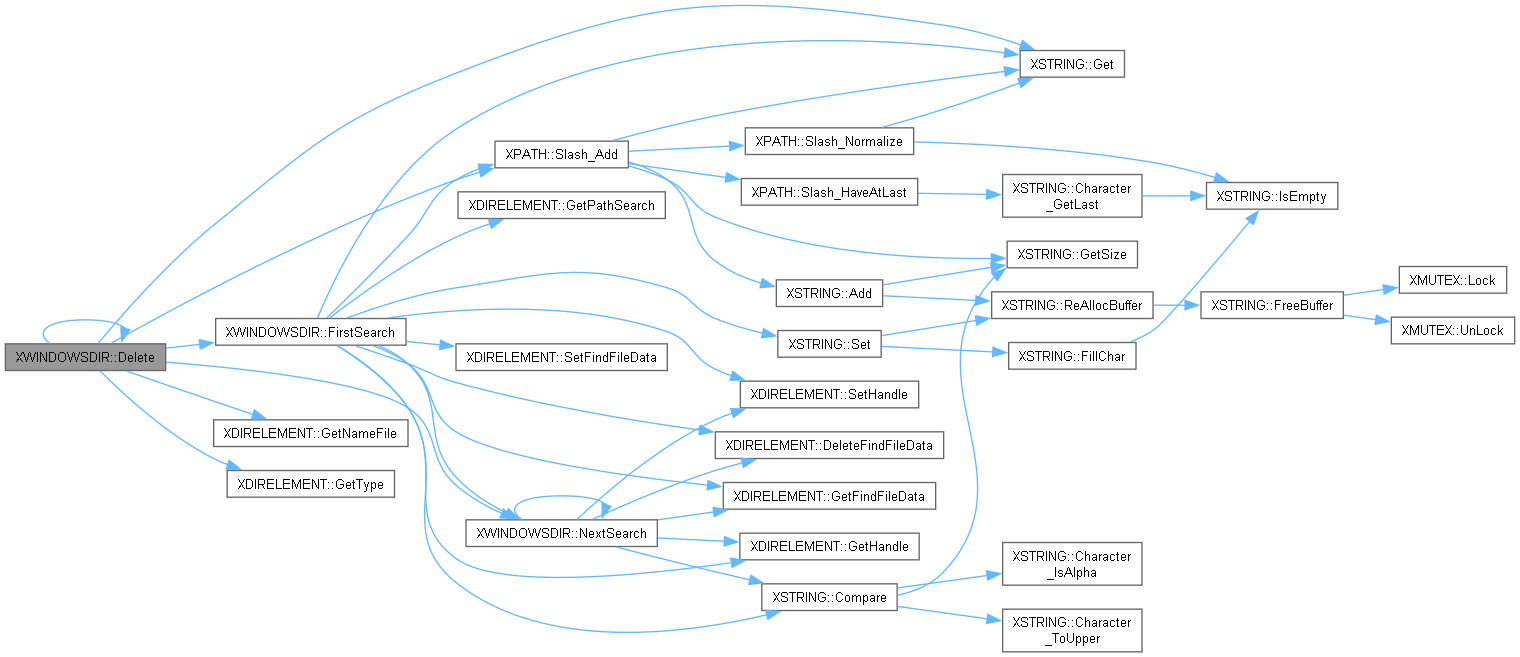 XSTRING::Get
XPATH::Slash_Normalize
XPATH::Slash_Add
XPATH::Slash_HaveAtLast
XSTRING::Character
_GetLast
XSTRING::IsEmpty
XDIRELEMENT::GetPathSearch
XSTRING::GetSize
XMUTEX::Lock
XSTRING::Add
XSTRING::ReAllocBuffer
XSTRING::FreeBuffer
XWINDOWSDIR::FirstSearch
XMUTEX::UnLock
XSTRING::Set
XWINDOWSDIR::Delete
XDIRELEMENT::SetFindFileData
XSTRING::FillChar
XDIRELEMENT::SetHandle
XDIRELEMENT::GetNameFile
XDIRELEMENT::DeleteFindFileData
XDIRELEMENT::GetType
XDIRELEMENT::GetFindFileData
XWINDOWSDIR::NextSearch
XDIRELEMENT::GetHandle
XSTRING::Character
_IsAlpha
XSTRING::Compare
XSTRING::Character
_ToUpper